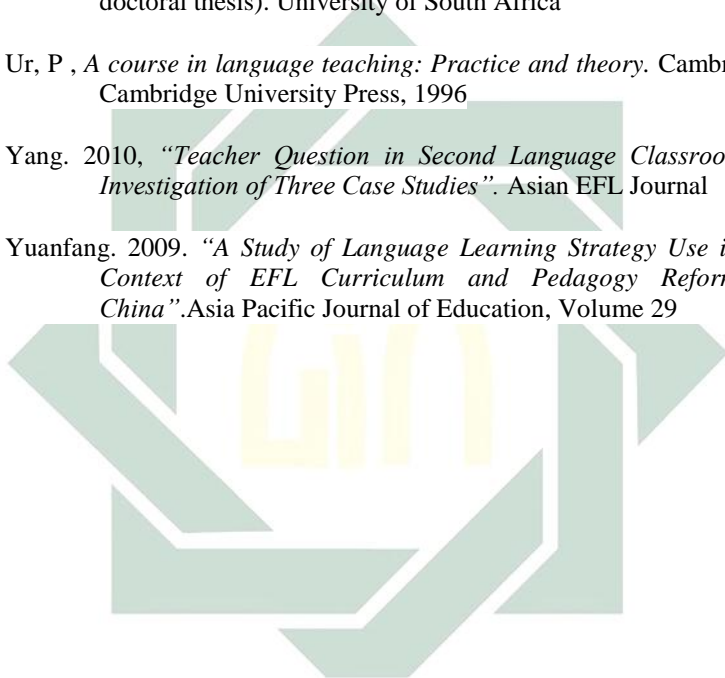 doctoral thesis). University of South Africa
Ur, P , A course in language teaching: Practice and theory. Cambr
Cambridge University Press, 1996
Yang. 2010, “Teacher Question in Second Language Classroo
Investigation of Three Case Studies”. Asian EFL Journal
Yuanfang. 2009. “A Study of Language Learning Strategy Use i
Context of EFL Curriculum and Pedagogy Refor
China”.Asia Pacific Journal of Education, Volume 29